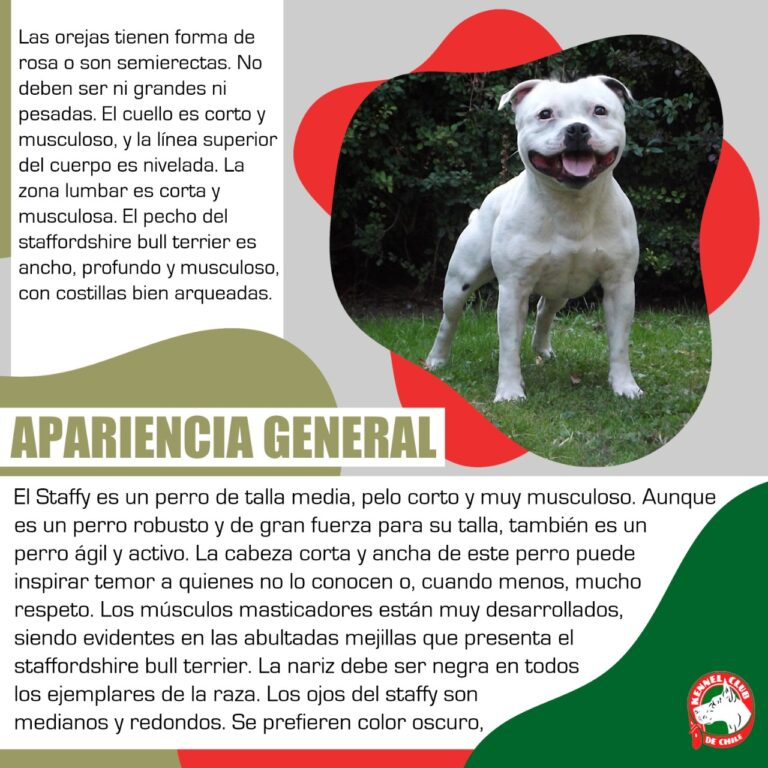 Las orejas tienen forma de
rosa o son semierectas. No
deben ser ni grandes ni
pesadas. El cuello es corto y
musculoso, y la línea superior
del cuerpo es nivelada. La
zona lumbar es corta y
musculosa. El pecho del
staffordshire bull terrier es
ancho, profundo y musculoso,
con costillas bien arqueadas.
APARIENCIA GENERAL
El Staffy es un perro de talla media, pelo corto y muy musculoso. Aunque
es un perro robusto y de gran fuerza para su talla, también es un
perro ágil y activo. La cabeza corta y ancha de este perro puede
inspirar temor a quienes no lo conocen o, cuando menos, mucho
respeto. Los músculos masticadores están muy desarrollados,
siendo evidentes en las abultadas mejillas que presenta el
staffordshire bull terrier. La nariz debe ser negra en todos
los ejemplares de la raza. Los ojos del staffy son
medianos y redondos. Se prefieren color oscuro,
KENNEL CLUB
DE CHILE